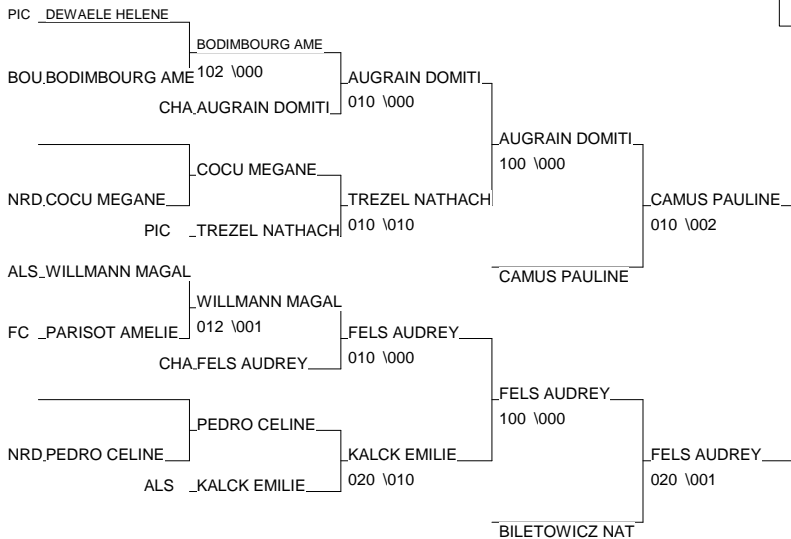 PIC DEWAELE HELENE
BODIMBOURG AME
BOU BODIMBOURG AME 102 \000 AUGRAIN DOMITI
CHA AUGRAIN DOMITI 010 \000
AUGRAIN DOMITI
COCU MEGANE 100 \000
NRD COCU MEGANE TREZEL NATHACH CAMUS PAULINE
PIC TREZEL NATHACH 010 \010 010 \002
ALS WILLMANN MAGAL CAMUS PAULINE
WILLMANN MAGAL
FC PARISOT AMELIE 012 \001 FELS AUDREY
CHA FELS AUDREY 010 \000
FELS AUDREY
PEDRO CELINE 100 \000
NRD PEDRO CELINE KALCK EMILIE FELS AUDREY
ALS KALCK EMILIE 020 \010 020 \001
BILETOWICZ NAT